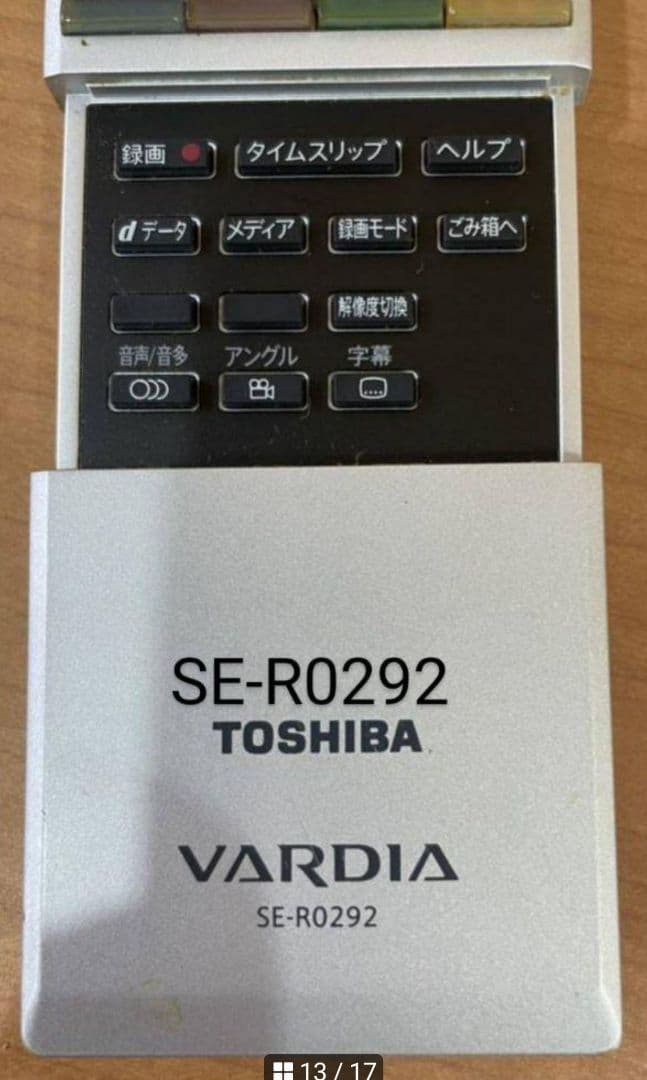 録画
タイムスリップ
ヘルプ
dデータ
メディア
録画モード
ごみ箱へ
解像度切換
音声/音多
アングル
字幕
SE-R0292
TOSHIBA
VARDIA
SE-R0292
13 / 17